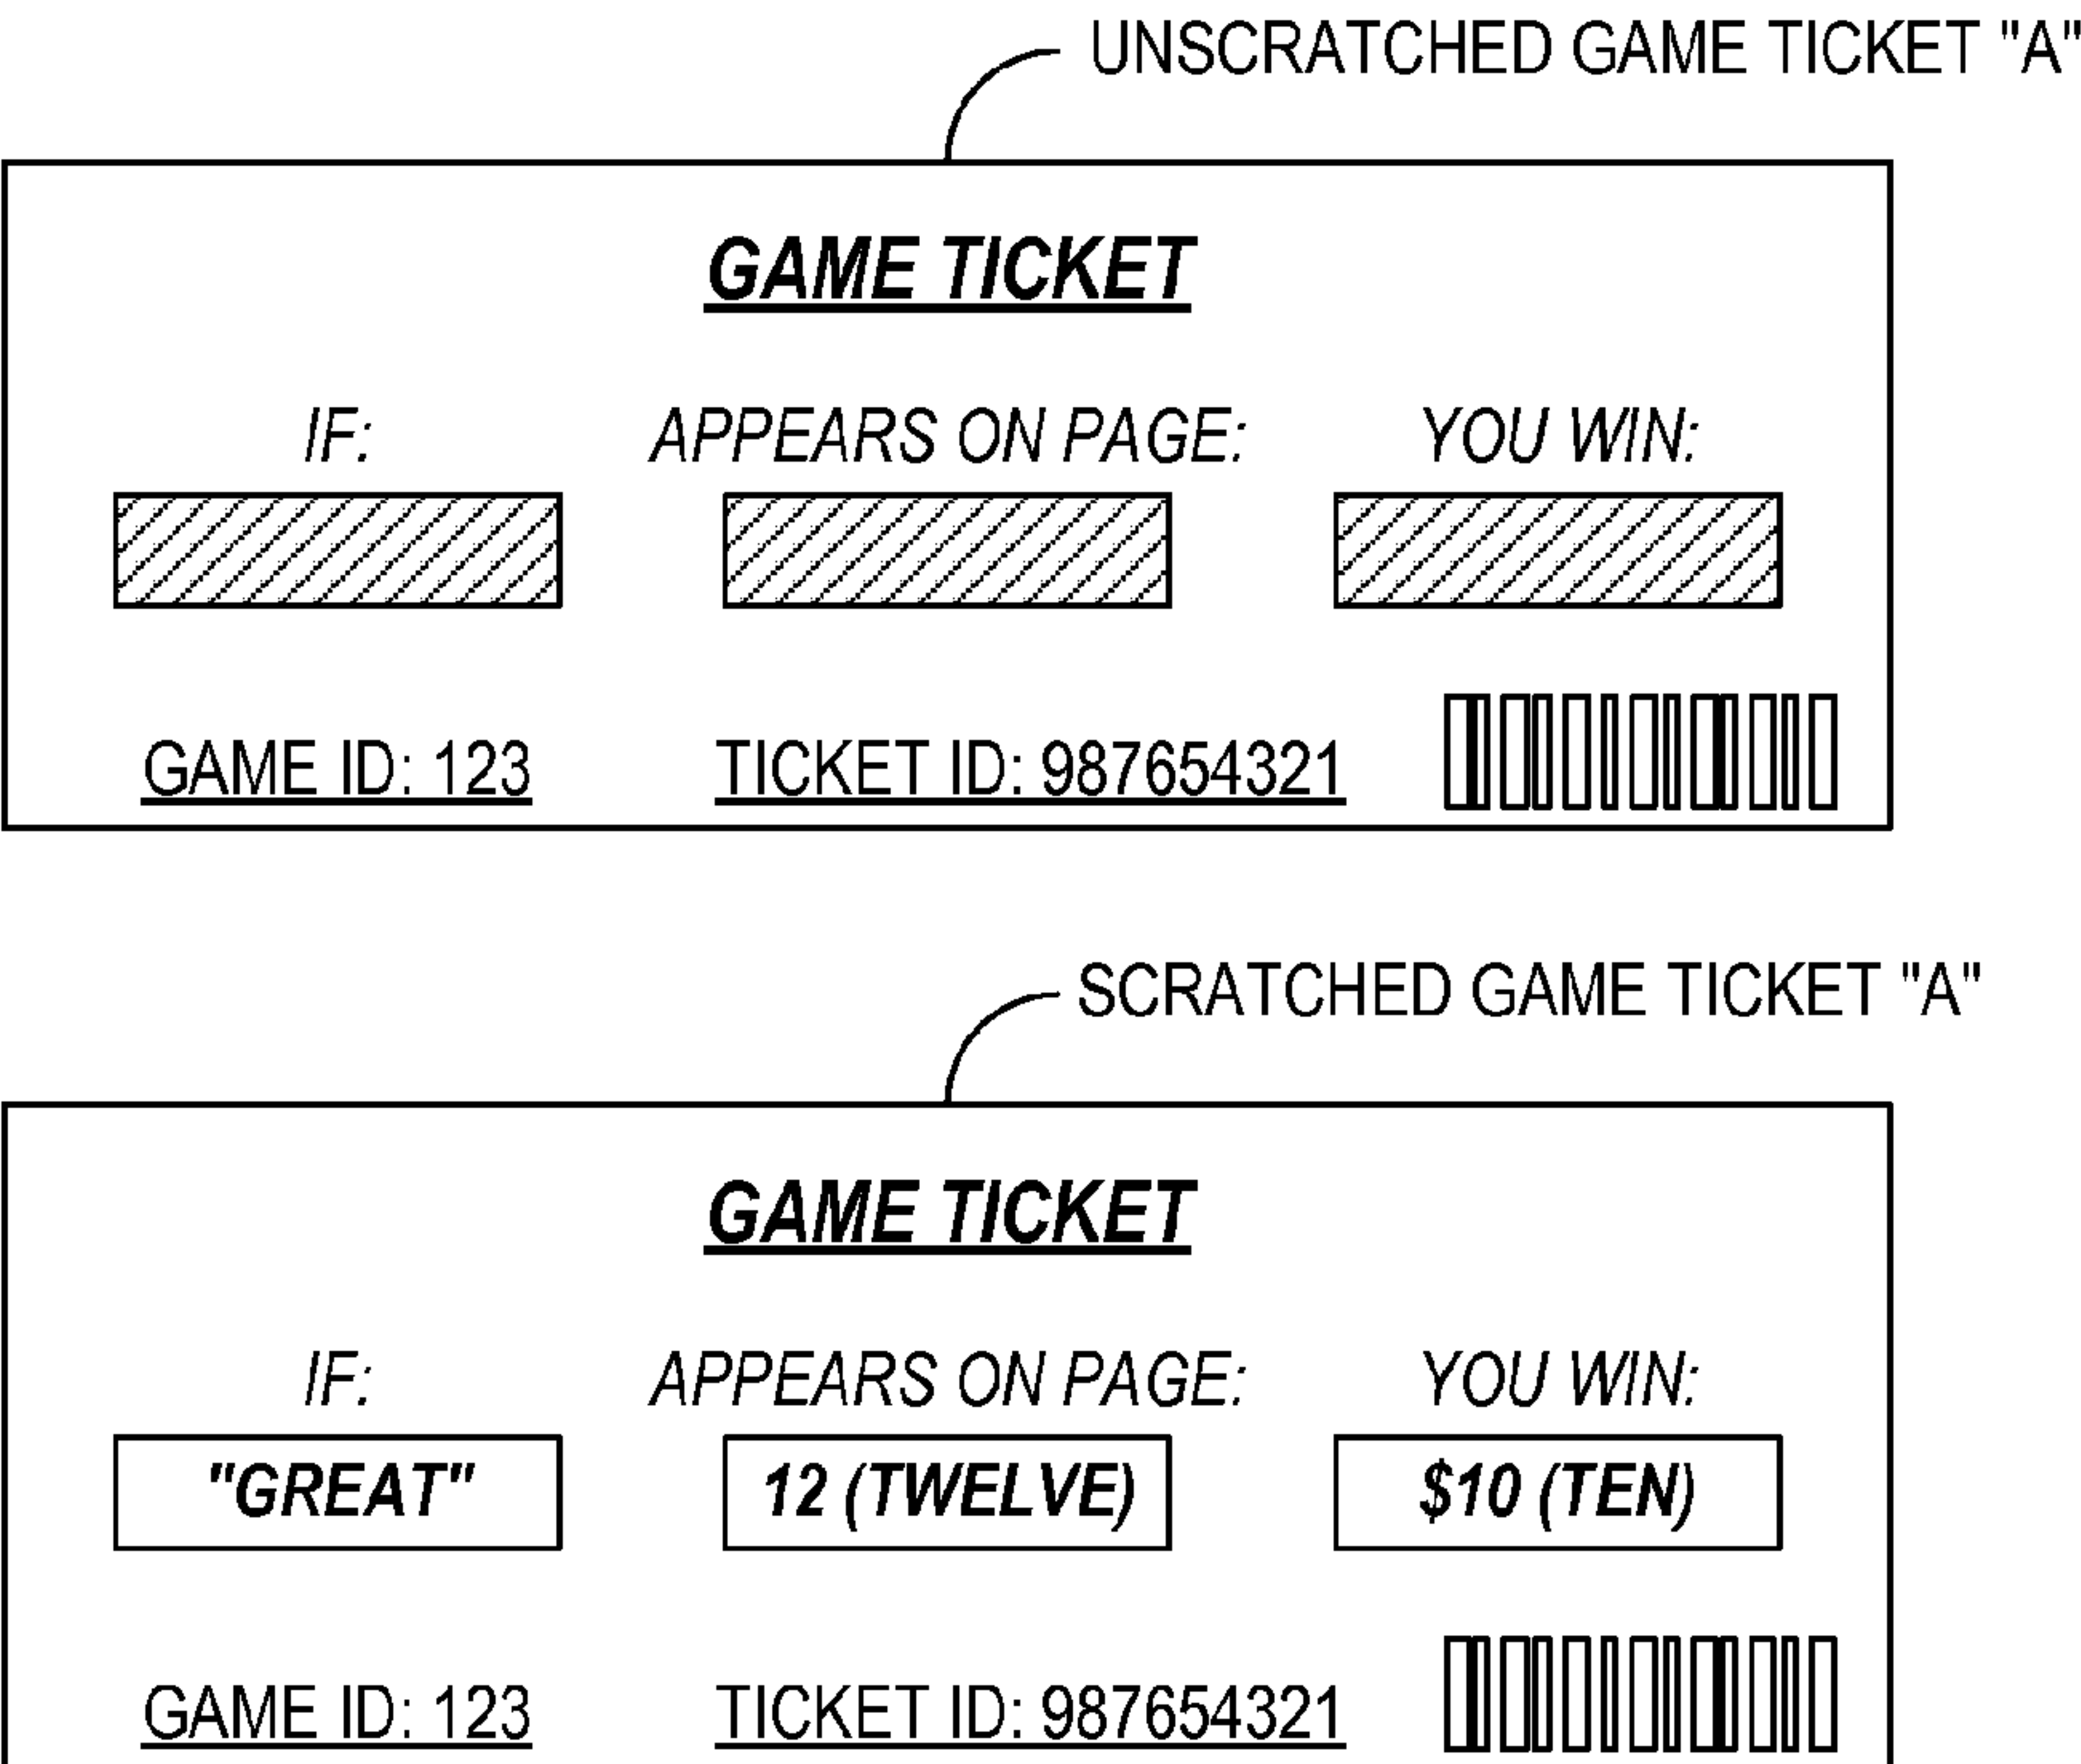 UNSCRATCHED GAME TICKET "A"
GAME TICKET
IF: APPEARS ON PAGE: YOU WIN:
GAME ID: 123 TICKET ID: 987654321
SCRATCHED GAME TICKET "A"
GAME TICKET
IF: APPEARS ON PAGE: YOU WIN:
"GREAT" 12 (TWELVE) $10 (TEN)
GAME ID: 123 TICKET ID: 987654321